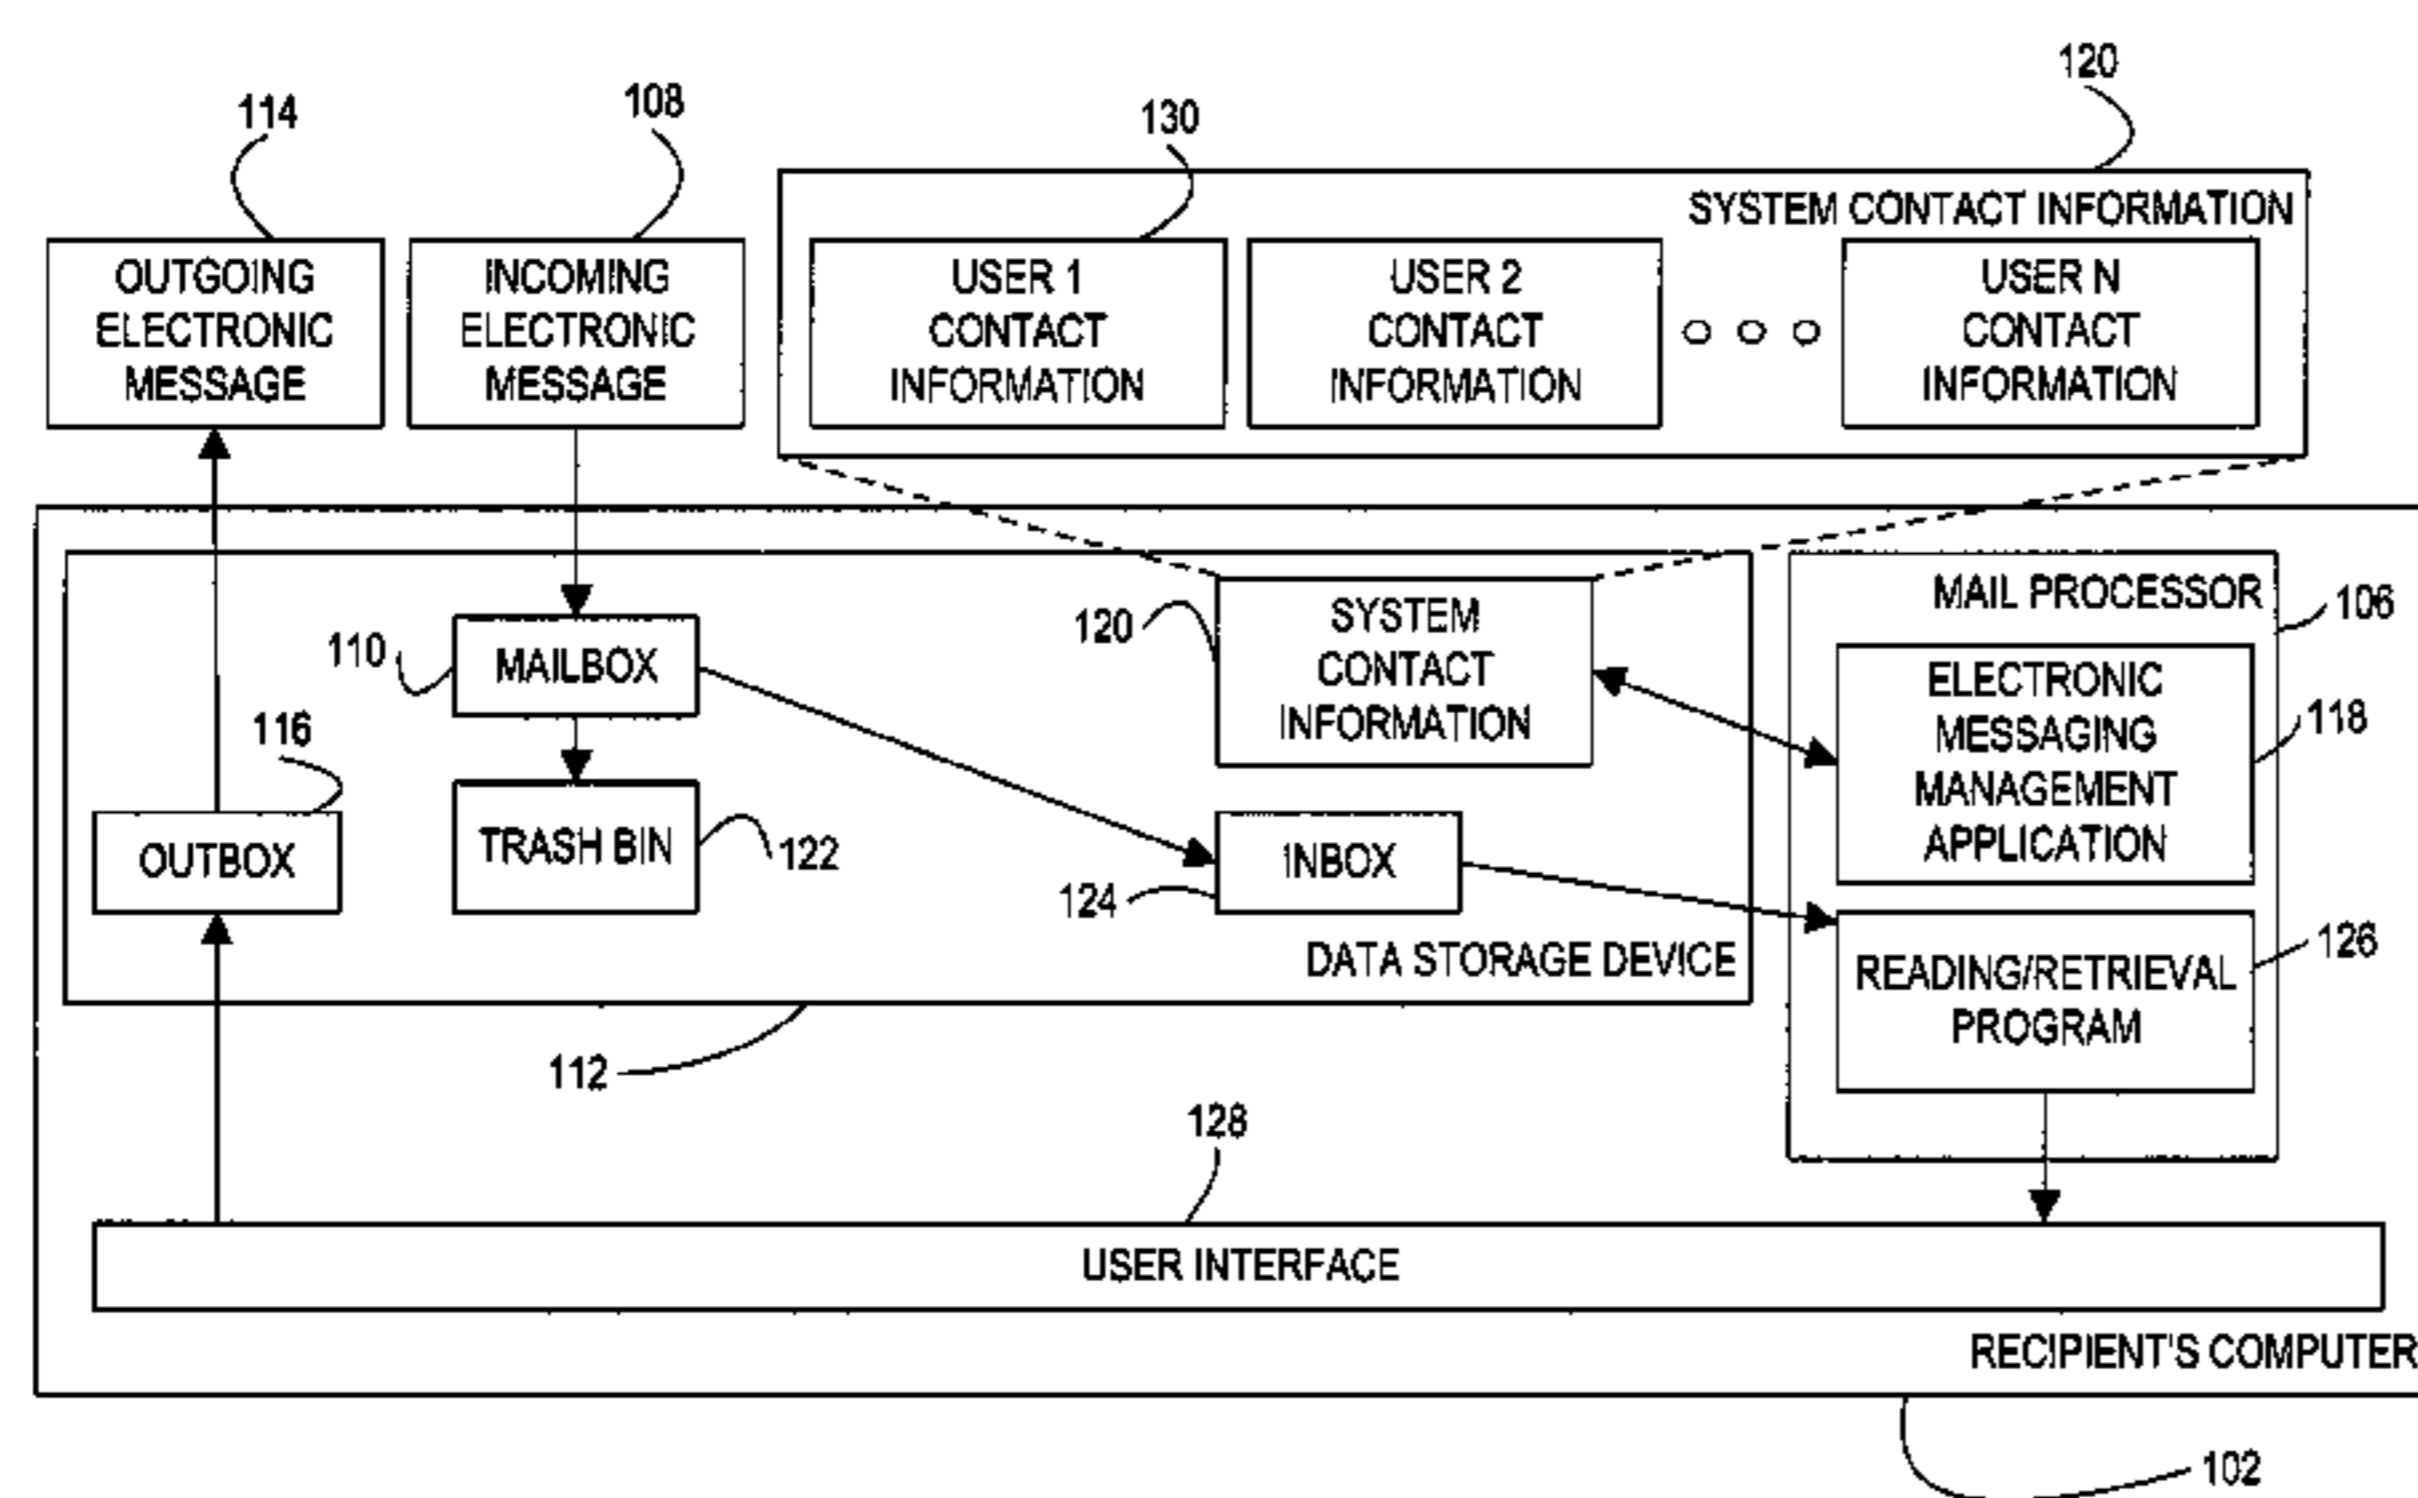 120
108
114
130
SYSTEM CONTACT INFORMATION
OUTGOING
ELECTRONIC
MESSAGE
INCOMING
ELECTRONIC
MESSAGE
USER 1
CONTACT
INFORMATION
USER 2
CONTACT
INFORMATION
USER N
CONTACT
INFORMATION
MAIL PROCESSOR
106
120
SYSTEM
CONTACT
INFORMATION
110
MAILBOX
ELECTRONIC
MESSAGING
MANAGEMENT
APPLICATION
118
116
OUTBOX
TRASH BIN
122
INBOX
124
DATA STORAGE DEVICE
READING/RETRIEVAL
PROGRAM
126
112
128
USER INTERFACE
RECIPIENT'S COMPUTER
102